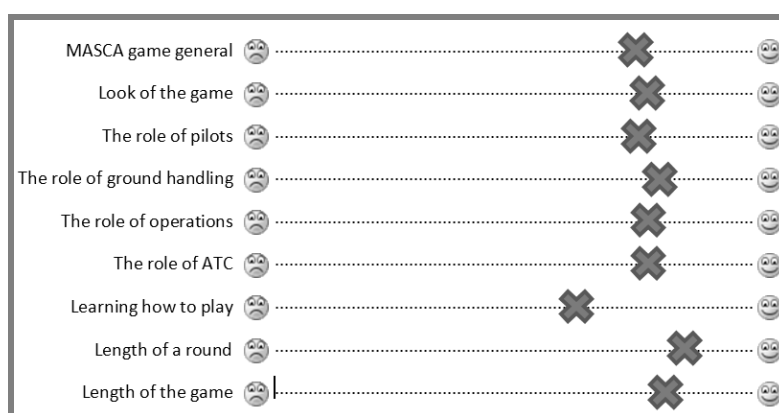 MASCA game general
Look of the game
The role of pilots
The role of ground handling
The role of operations
The role of ATC
Learning how to play
Length of a round
Length of the game